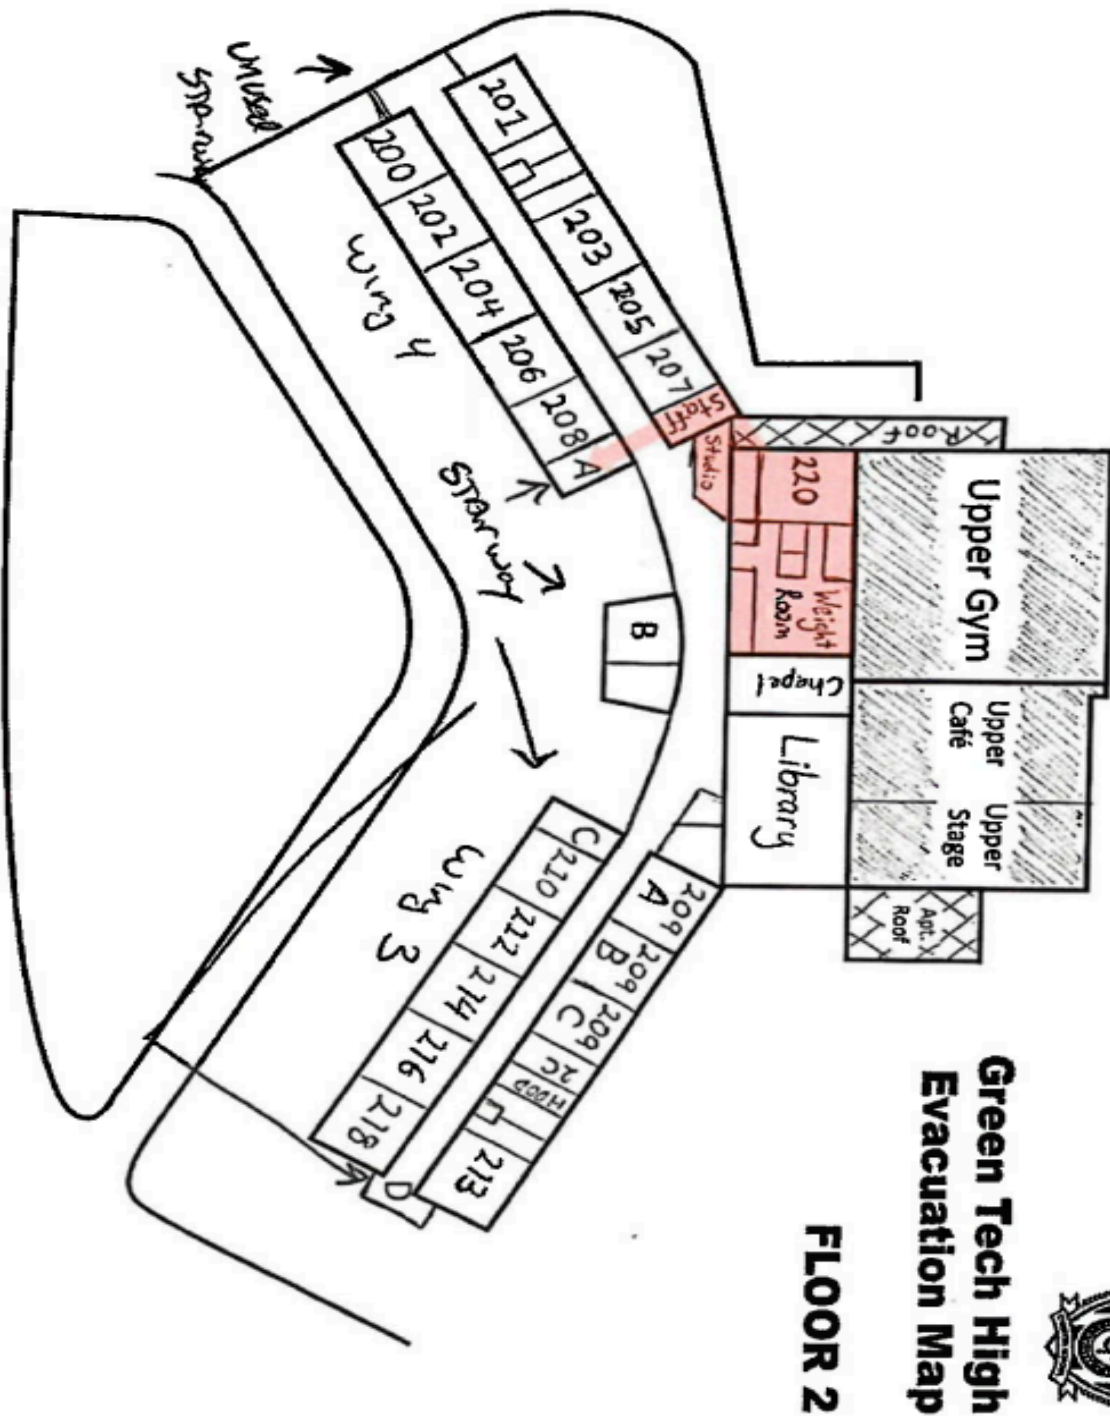 Green Tech High
Evacuation Map
FLOOR 2
Roof
Upper Gym
Upper
Café
Upper
Stage
Apt.
Roof
220
Weight
Room
Chapel
Library
Studio
Staff
207
205
203
201
200
202
204
206
208
A
Wing 4
STAIRway
B
C
210
212
214
216
218
D
Wing 3
209
A
209
B
209
C
2C
213